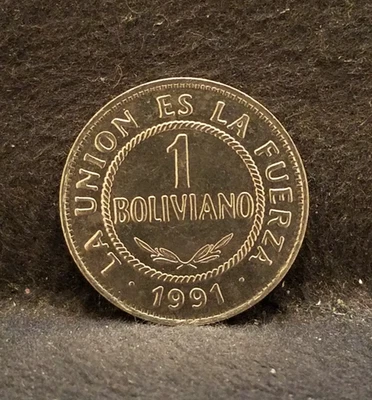 LA UNION ES LA FUERZA
1
BOLIVIANO
· 1991 ·